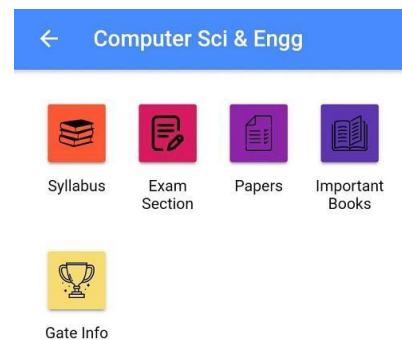 Computer Sci & Engg
Syllabus
Exam
Section
Papers
Important
Books
Gate Info